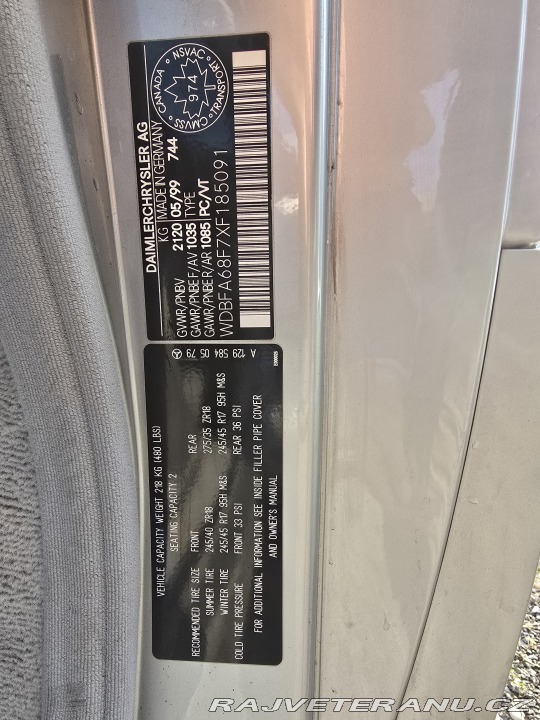 DAIMLERCHRYSLER AG
KG MADE IN GERMANY
GVWR/PNBV 2120 05/99 744
GAWR/PNBE F/AV 1035 TYPE
GAWR/PNBE R/AR 1085 PC/VT
WDBFA68F7XF185091
CANADA
NSVAC
974
CMVSS
TRANSPORT
A 129 584 05 79
VEHICLE CAPACITY WEIGHT 218 KG (480 LBS)
SEATING CAPACITY 2
RECOMMENDED TIRE SIZE FRONT REAR
SUMMER TIRE 245/40 ZR18 275/35 ZR18
WINTER TIRE 245/45 R17 95H M&S 245/45 R17 95H M&S
COLD TIRE PRESSURE FRONT 33 PSI REAR 36 PSI
FOR ADDITIONAL INFORMATION SEE INSIDE FILLER PIPE COVER
AND OWNER'S MANUAL
RAJVETERANU.CZ